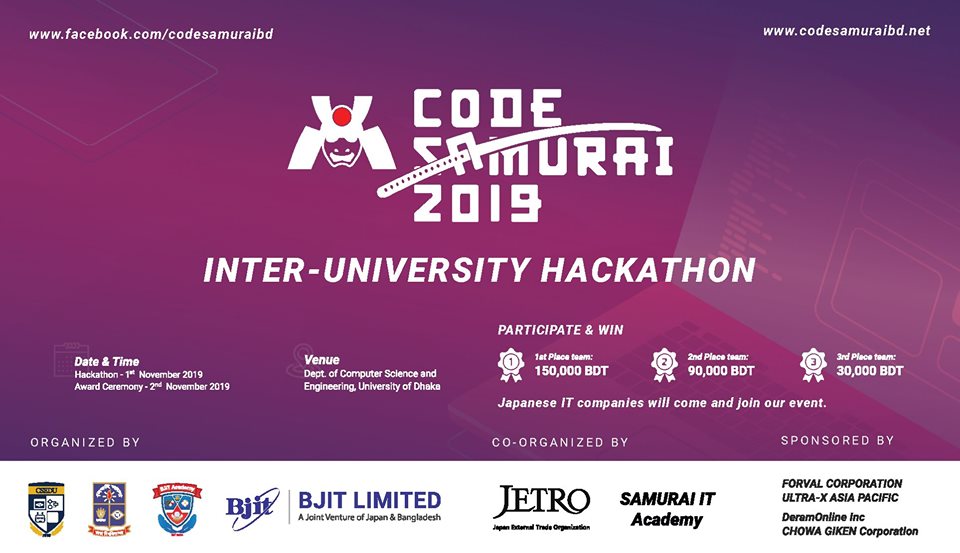 www.facebook.com/codesamuraibd
www.codesamuraibd.net
CODE
SAMURAI
2019
INTER-UNIVERSITY HACKATHON
Date & Time
Hackathon - 1st November 2019
Award Ceremony - 2nd November 2019
Venue
Dept. of Computer Science and
Engineering, University of Dhaka
PARTICIPATE & WIN
1
1st Place team:
150,000 BDT
2
2nd Place team:
90,000 BDT
3
3rd Place team:
30,000 BDT
Japanese IT companies will come and join our event.
ORGANIZED BY
CO-ORGANIZED BY
SPONSORED BY
CSEDU
BJIT Academy
Bjit
BJIT LIMITED
A Joint Venture of Japan & Bangladesh
JETRO
Japan External Trade Organization
SAMURAI IT
Academy
FORVAL CORPORATION
ULTRA-X ASIA PACIFIC
DeramOnline Inc
CHOWA GIKEN Corporation